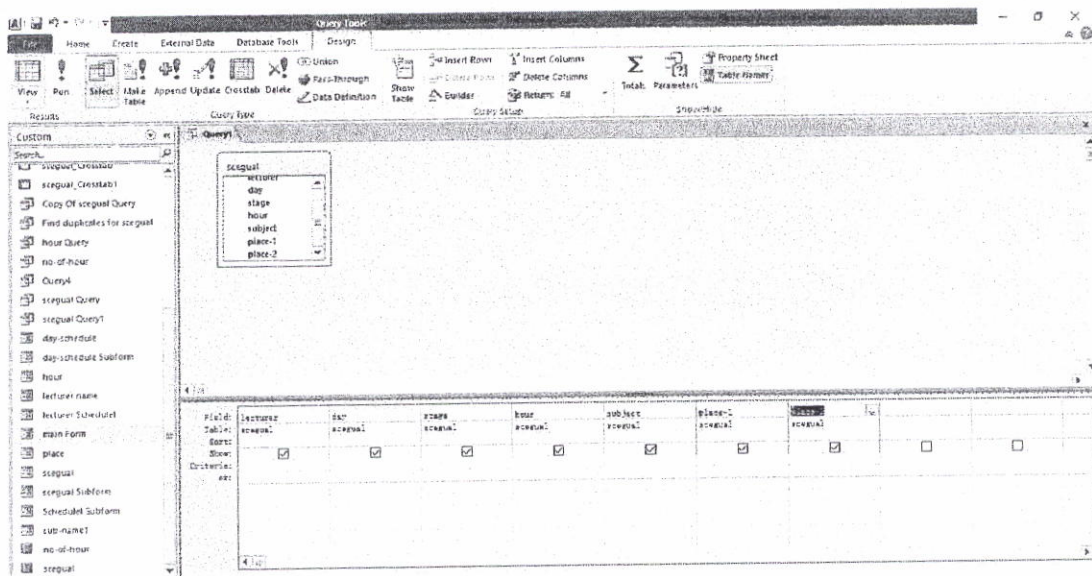 Query Tools
File Home Create External Data Database Tools Design
View Run Select Make Table Append Update Crosstab Delete
Union
Pass-Through
Data Definition
Show Table
Insert Rows
Delete Rows
Builder
Insert Columns
Delete Columns
Return: All
Totals Parameters
Property Sheet
Table Names
Results Query Type Query Setup Show/Hide
Custom
Search..
scegual_Crosstab
scegual_Crosstab1
Copy Of scegual Query
Find duplicates for scegual
hour Query
no-of-hour
Query4
scegual Query
scegual Query1
day-schedule
day-schedule Subform
hour
lecturer name
lecturer Schedulel
main Form
place
scegual
scegual Subform
Schedulel Subform
sub-name1
no-of-hour
scegual
Query1
scegual
lecturer
day
stage
hour
subject
place-1
place-2
Field: lecturer day stage hour subject place-1
Table: scegual scegual scegual scegual scegual scegual scegual
Sort:
Show:
Criteria:
or: